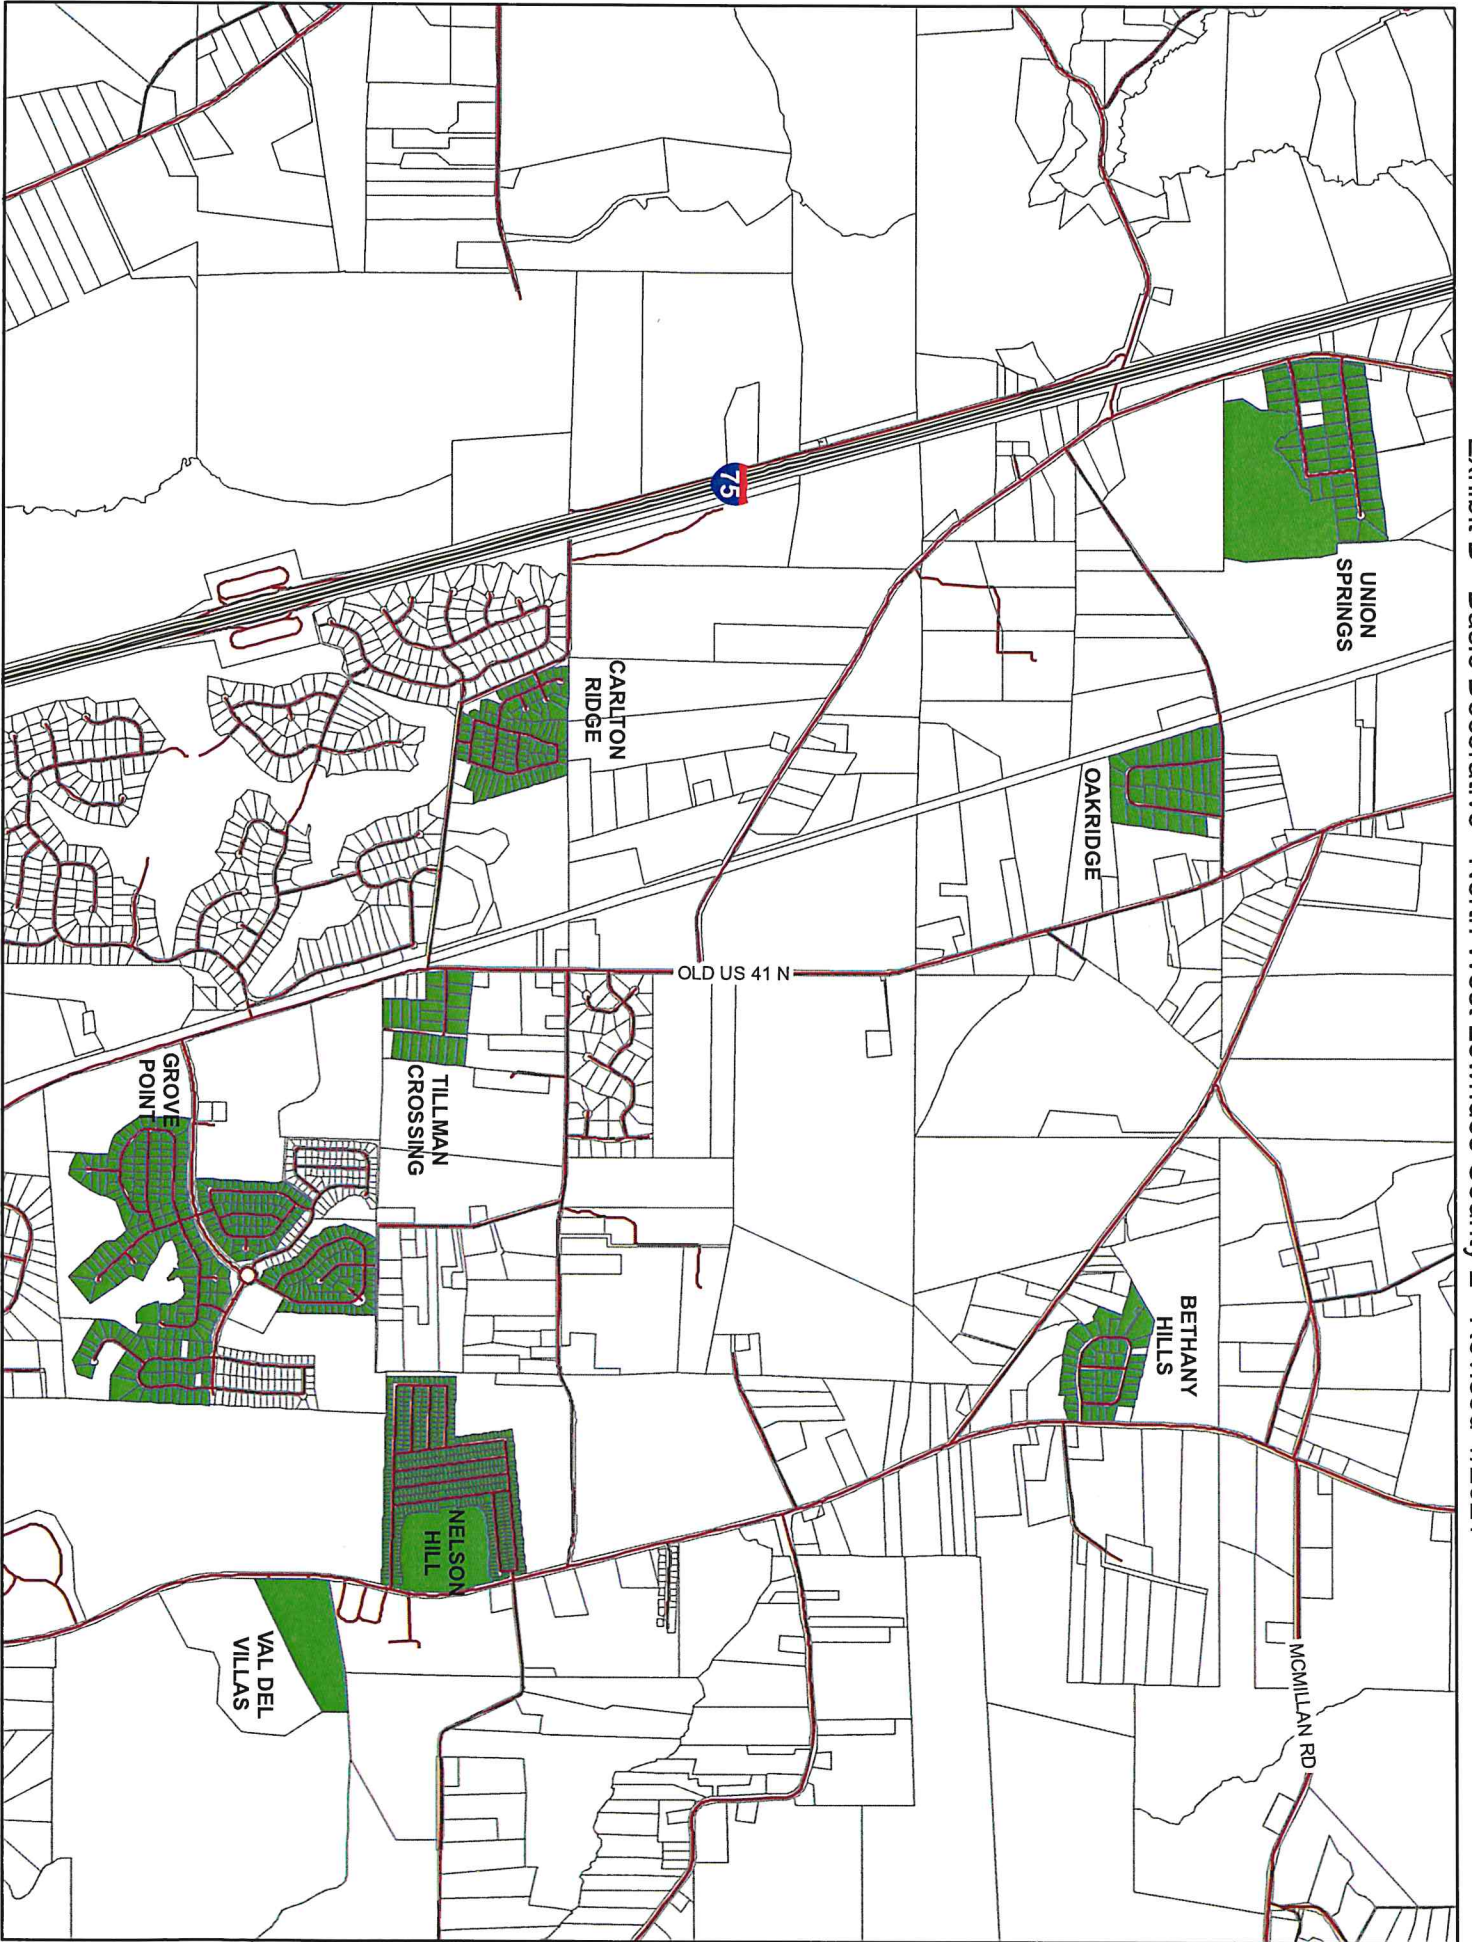 UNION
SPRINGS
MCMILLAN RD
BETHANY
HILLS
OAKRIDGE
OLD US 41 N
75
CARLTON
RIDGE
TILLMAN
CROSSING
NELSON
HILL
VAL DEL
VILLAS
GROVE
POINT